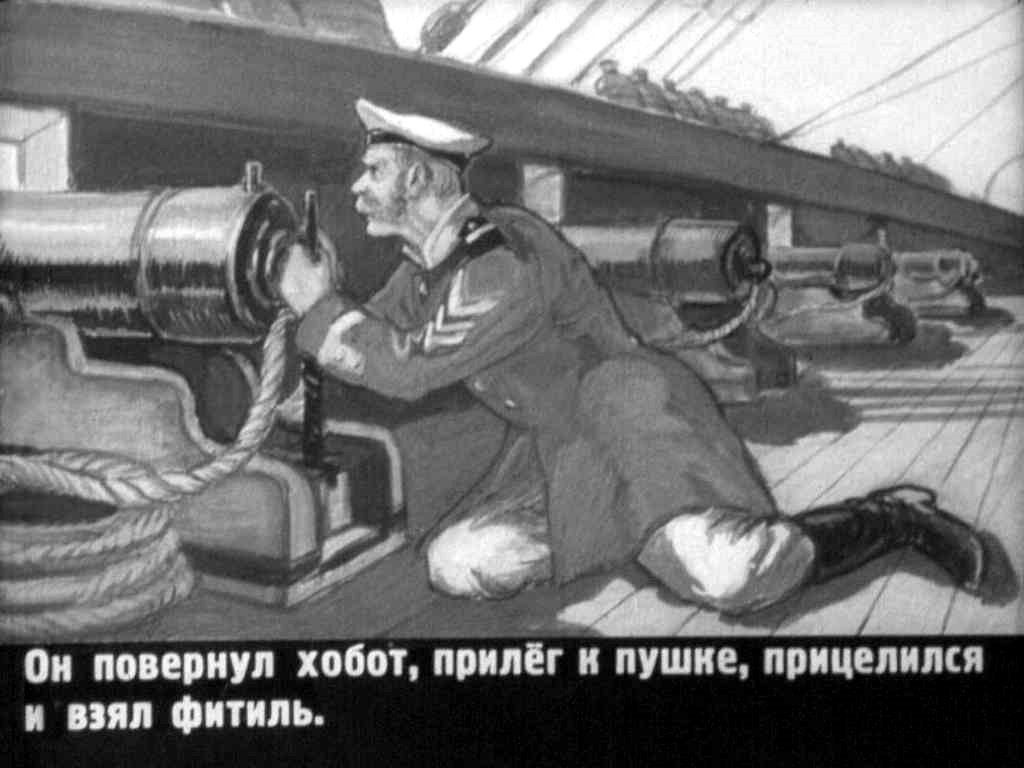 Он повернул хобот, прилёг к пушке, прицелился
и взял фитиль.